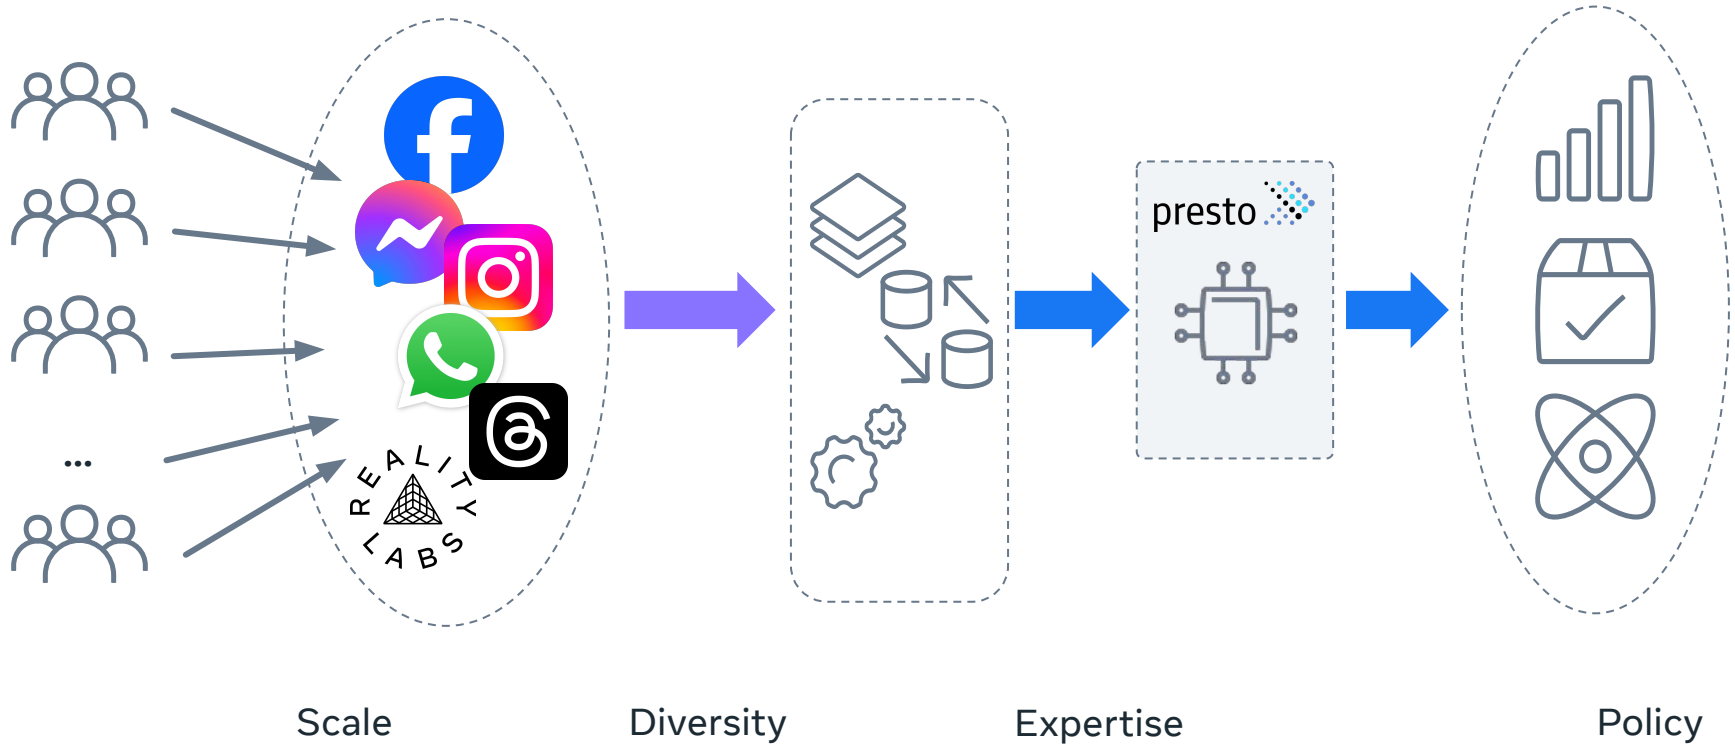 presto
...
REALITY
LABS
Scale
Diversity
Expertise
Policy